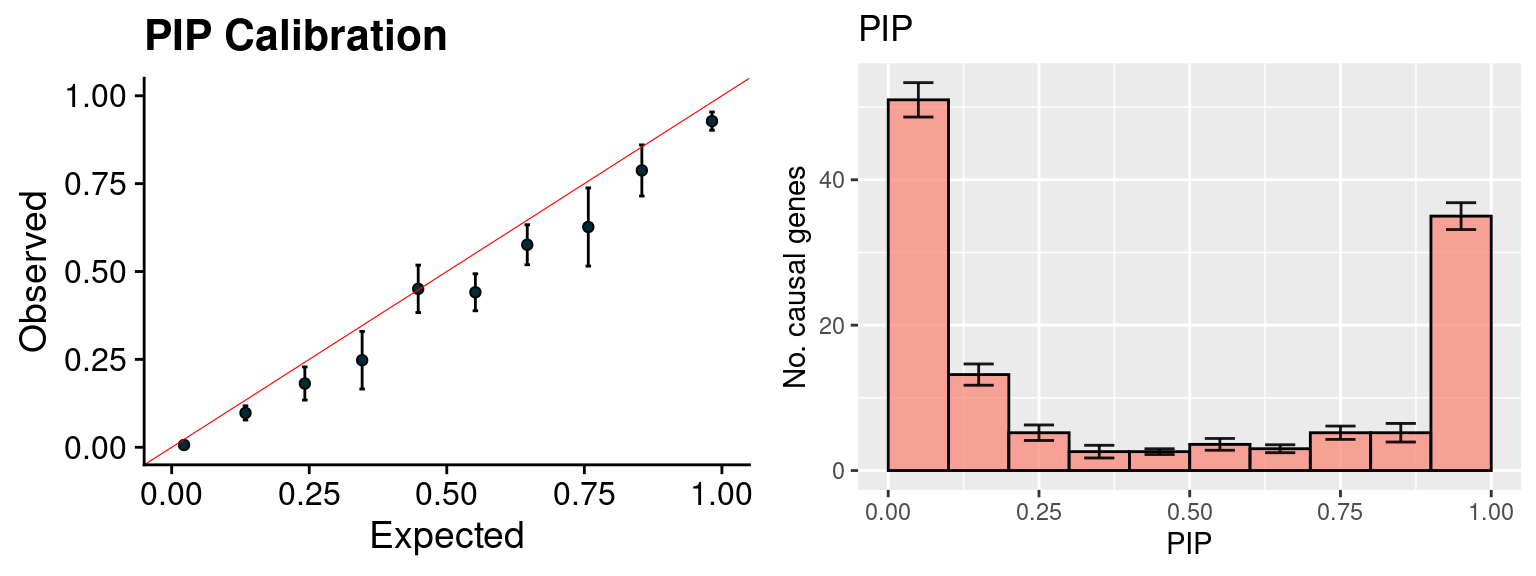 PIP Calibration
Observed
1.00
0.75
0.50
0.25
0.00
0.00 0.25 0.50 0.75 1.00
Expected
PIP
No. causal genes
40
20
0
0.00 0.25 0.50 0.75 1.00
PIP